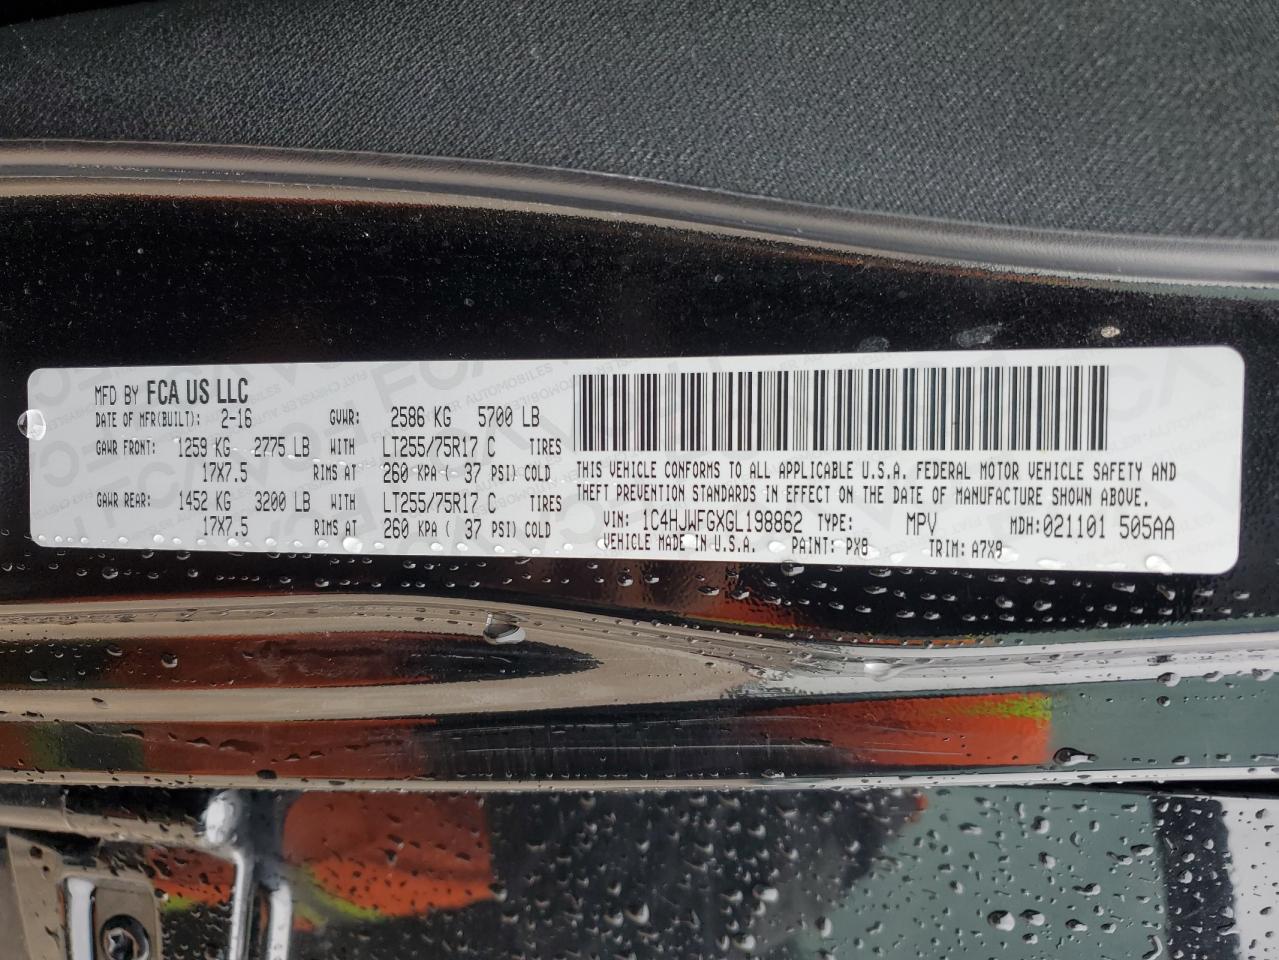 MFD BY FCA US LLC
DATE OF MFR(BUILT): 2-16 GVWR: 2586 KG 5700 LB
GAWR FRONT: 1259 KG 2775 LB WITH LT255/75R17 C TIRES
17X7.5 RIMS AT 260 KPA ( 37 PSI) COLD
GAWR REAR: 1452 KG 3200 LB WITH LT255/75R17 C TIRES
17X7.5 RIMS AT 260 KPA ( 37 PSI) COLD
THIS VEHICLE CONFORMS TO ALL APPLICABLE U.S.A. FEDERAL MOTOR VEHICLE SAFETY AND
THEFT PREVENTION STANDARDS IN EFFECT ON THE DATE OF MANUFACTURE SHOWN ABOVE.
VIN: 1C4HJWFGXGL198862 TYPE: MPV MDH:021101 505AA
VEHICLE MADE IN U.S.A. PAINT: PX8 TRIM: A7X9